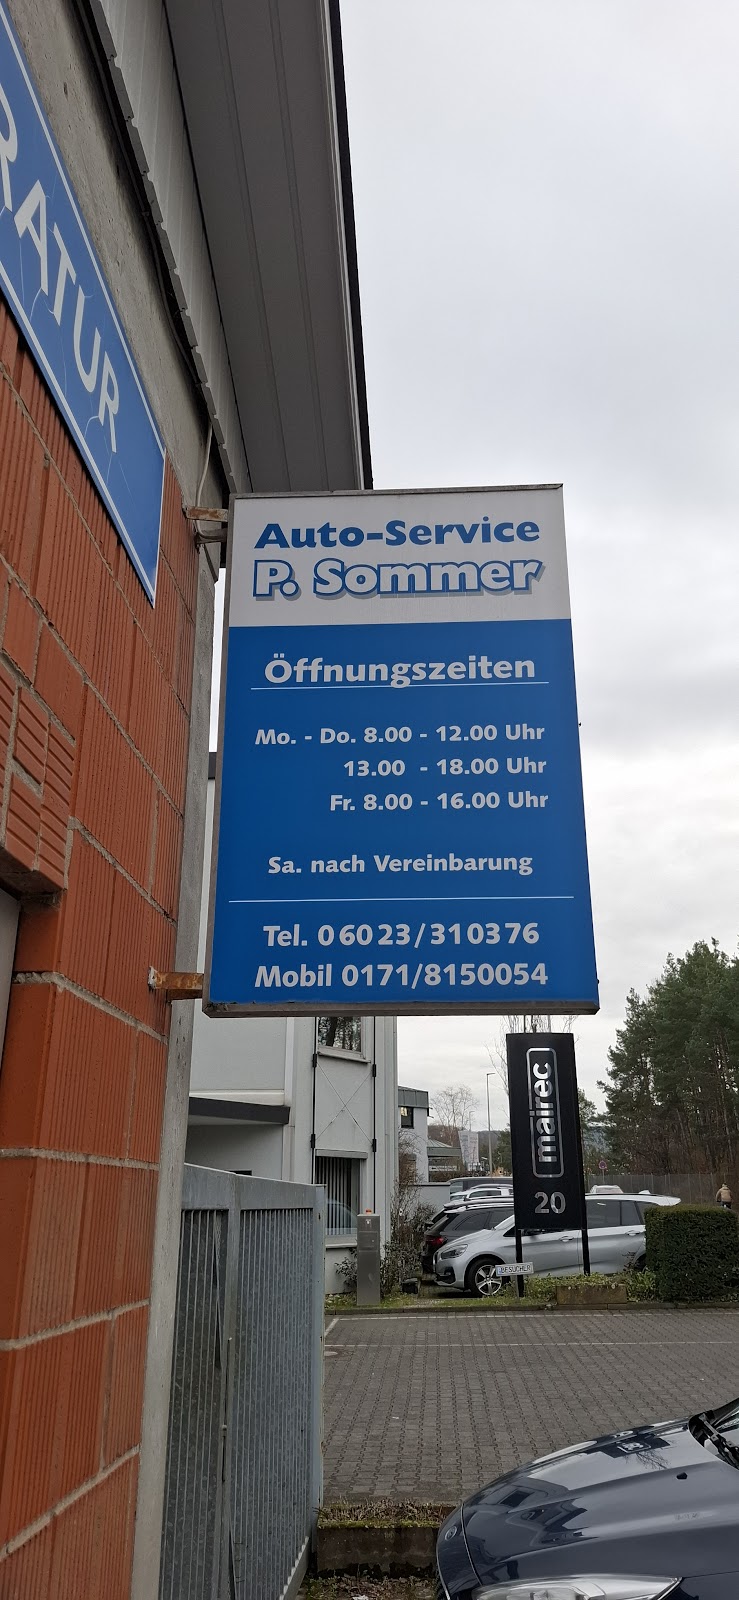 RATUR
Auto-Service
P. Sommer
Öffnungszeiten
Mo. - Do. 8.00 - 12.00 Uhr
13.00 - 18.00 Uhr
Fr. 8.00 - 16.00 Uhr
Sa. nach Vereinbarung
Tel. 06023/310376
Mobil 0171/8150054
mairec
20
BESUCHER